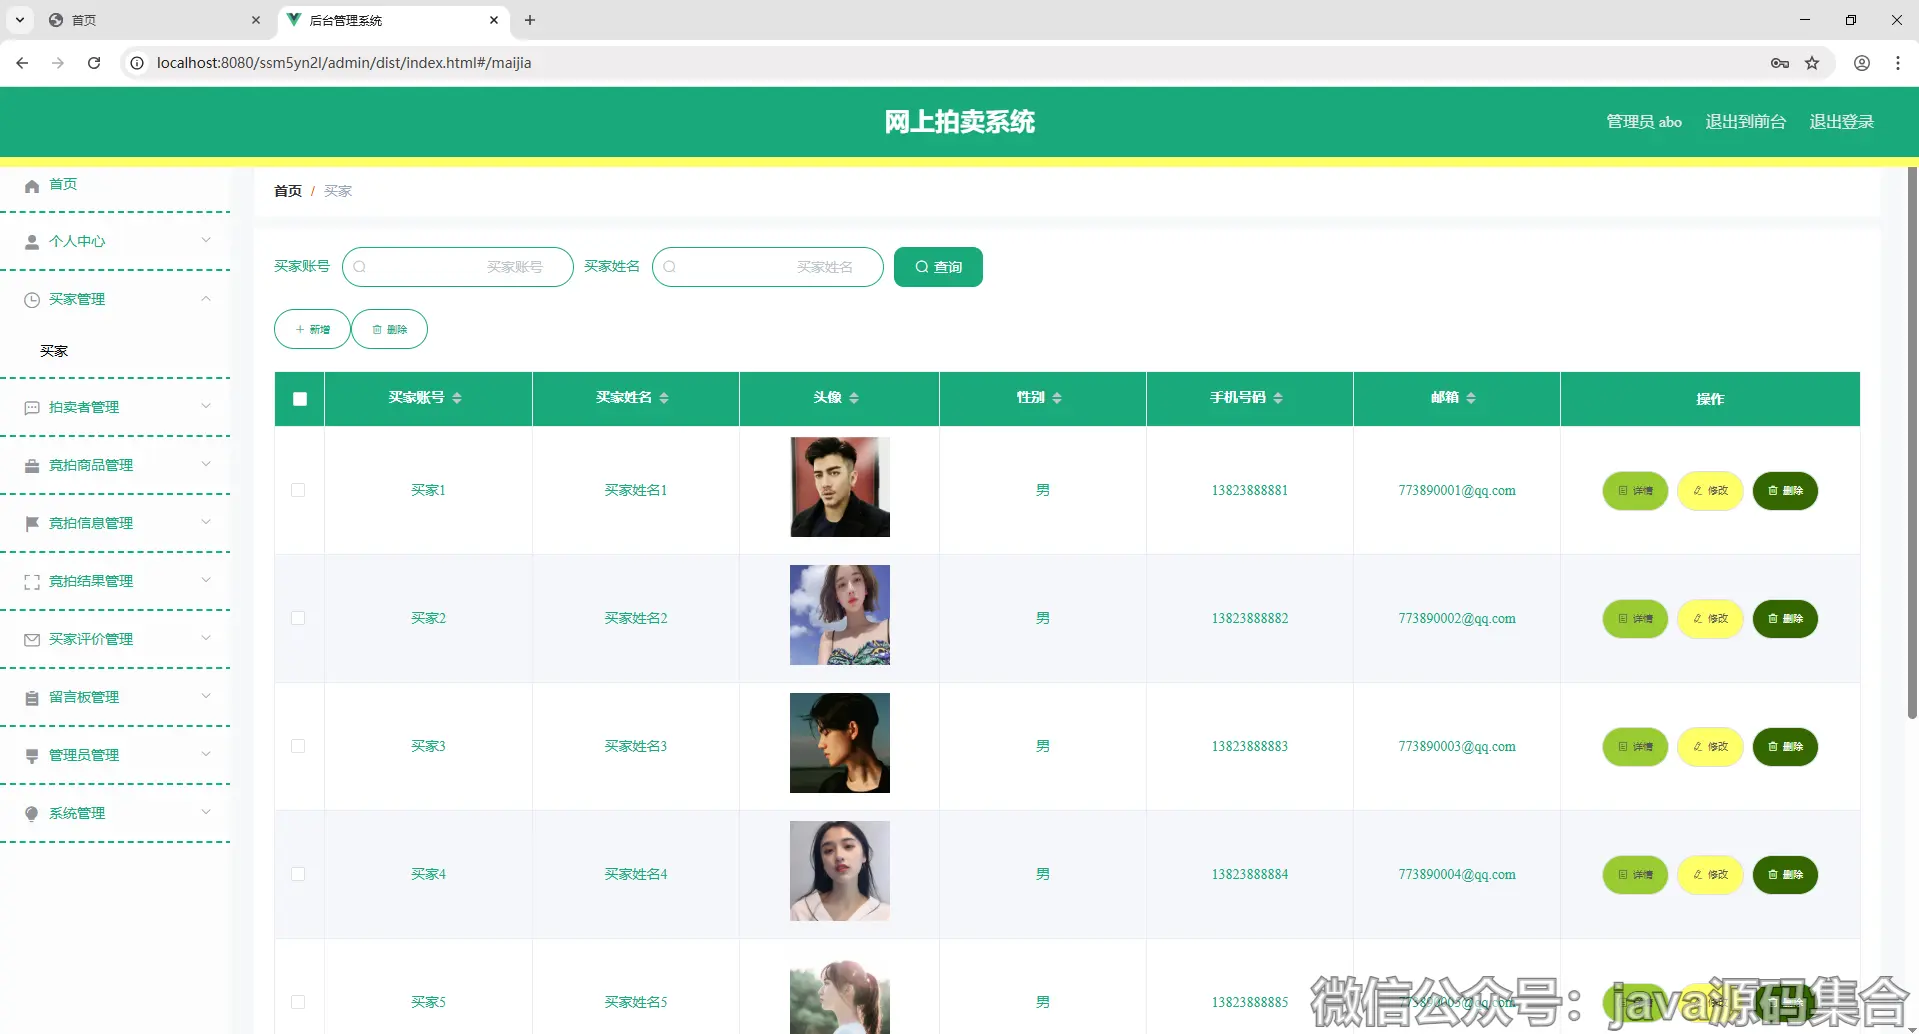 首页
后台管理系统
localhost:8080/ssm5yn2l/admin/dist/index.html#/maijia
网上拍卖系统
管理员 abo 退出到前台 退出登录
首页
个人中心
买家管理
买家
拍卖者管理
竞拍商品管理
竞拍信息管理
竞拍结果管理
买家评价管理
留言板管理
管理员管理
系统管理
首页 / 买家
买家账号 买家账号 买家姓名 买家姓名 查询
新增 删除
买家账号 买家姓名 头像 性别 手机号码 邮箱 操作
买家1 买家姓名1 男 13823888881 773890001@qq.com 详情 修改 删除
买家2 买家姓名2 男 13823888882 773890002@qq.com 详情 修改 删除
买家3 买家姓名3 男 13823888883 773890003@qq.com 详情 修改 删除
买家4 买家姓名4 男 13823888884 773890004@qq.com 详情 修改 删除
买家5 买家姓名5 男 13823888885 773890005@qq.com 详情 修改 删除
微信公众号：java源码集合